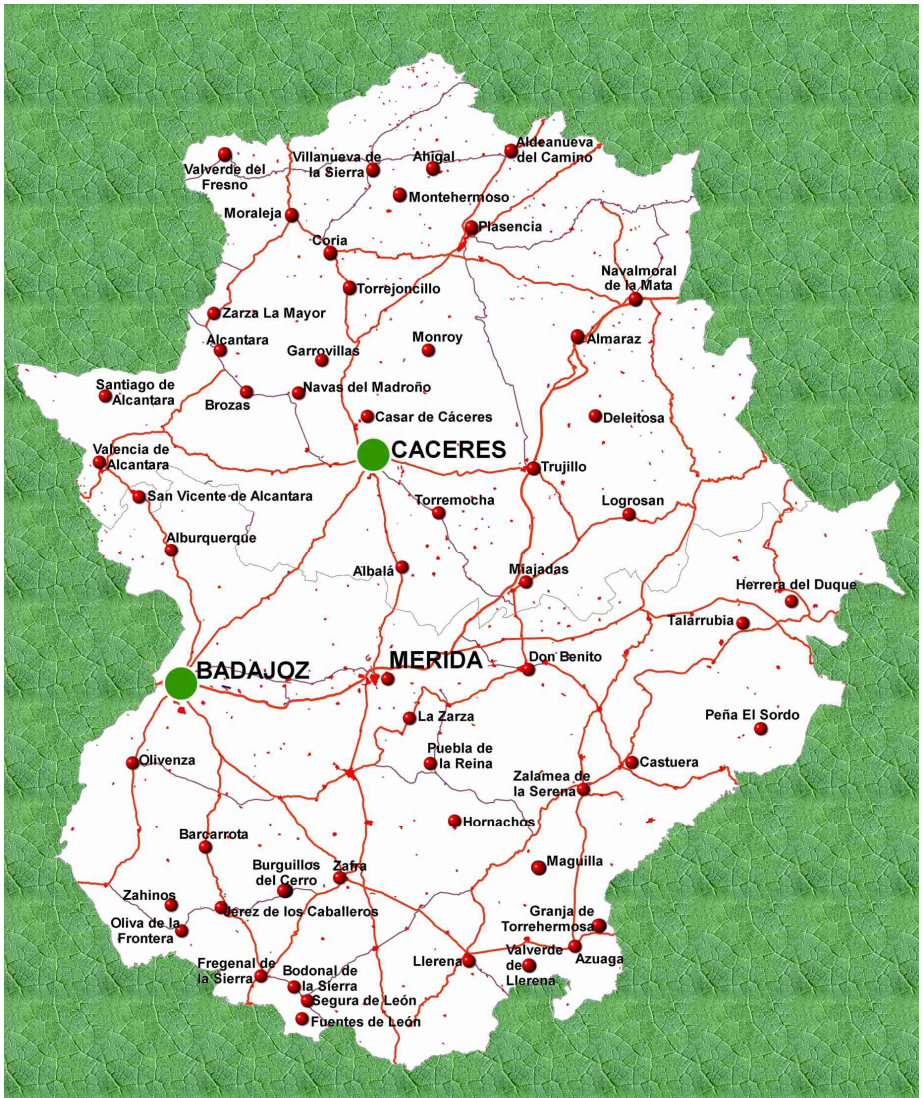 Aldeanueva
del Camino
Villanueva de
la Sierra
Ahigal
Valverde del
Fresno
Montehermoso
Moraleja
Plasencia
Coria
Navalmoral
de la Mata
Torrejoncillo
Zarza La Mayor
Alcantara
Garrovillas
Monroy
Almaraz
Santiago de
Alcantara
Brozas
Navas del Madroño
Casar de Cáceres
Deleitosa
CACERES
Valencia de
Alcantara
Trujillo
San Vicente de Alcantara
Torremocha
Logrosan
Alburquerque
Albalá
Miajadas
Herrera del Duque
Talarrubia
MERIDA
Don Benito
BADAJOZ
La Zarza
Peña El Sordo
Puebla de
la Reina
Olivenza
Castuera
Zalamea de
la Serena
Hornachos
Barcarrota
Burguillos
del Cerro
Zafra
Maguilla
Zahinos
Jerez de los Caballeros
Oliva de la
Frontera
Granja de
Torrehermosa
Fregenal de
la Sierra
Bodonal de
la Sierra
Llerena
Valverde
de
Llerena
Azuaga
Segura de León
Fuentes de León